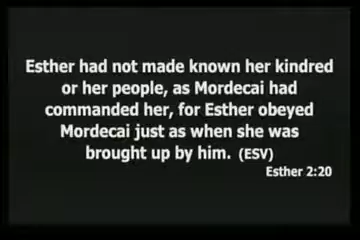 Esther had not made known her kindred
or her people, as Mordecai had
commanded her, for Esther obeyed
Mordecai just as when she was
brought up by him. (ESV)
Esther 2:20